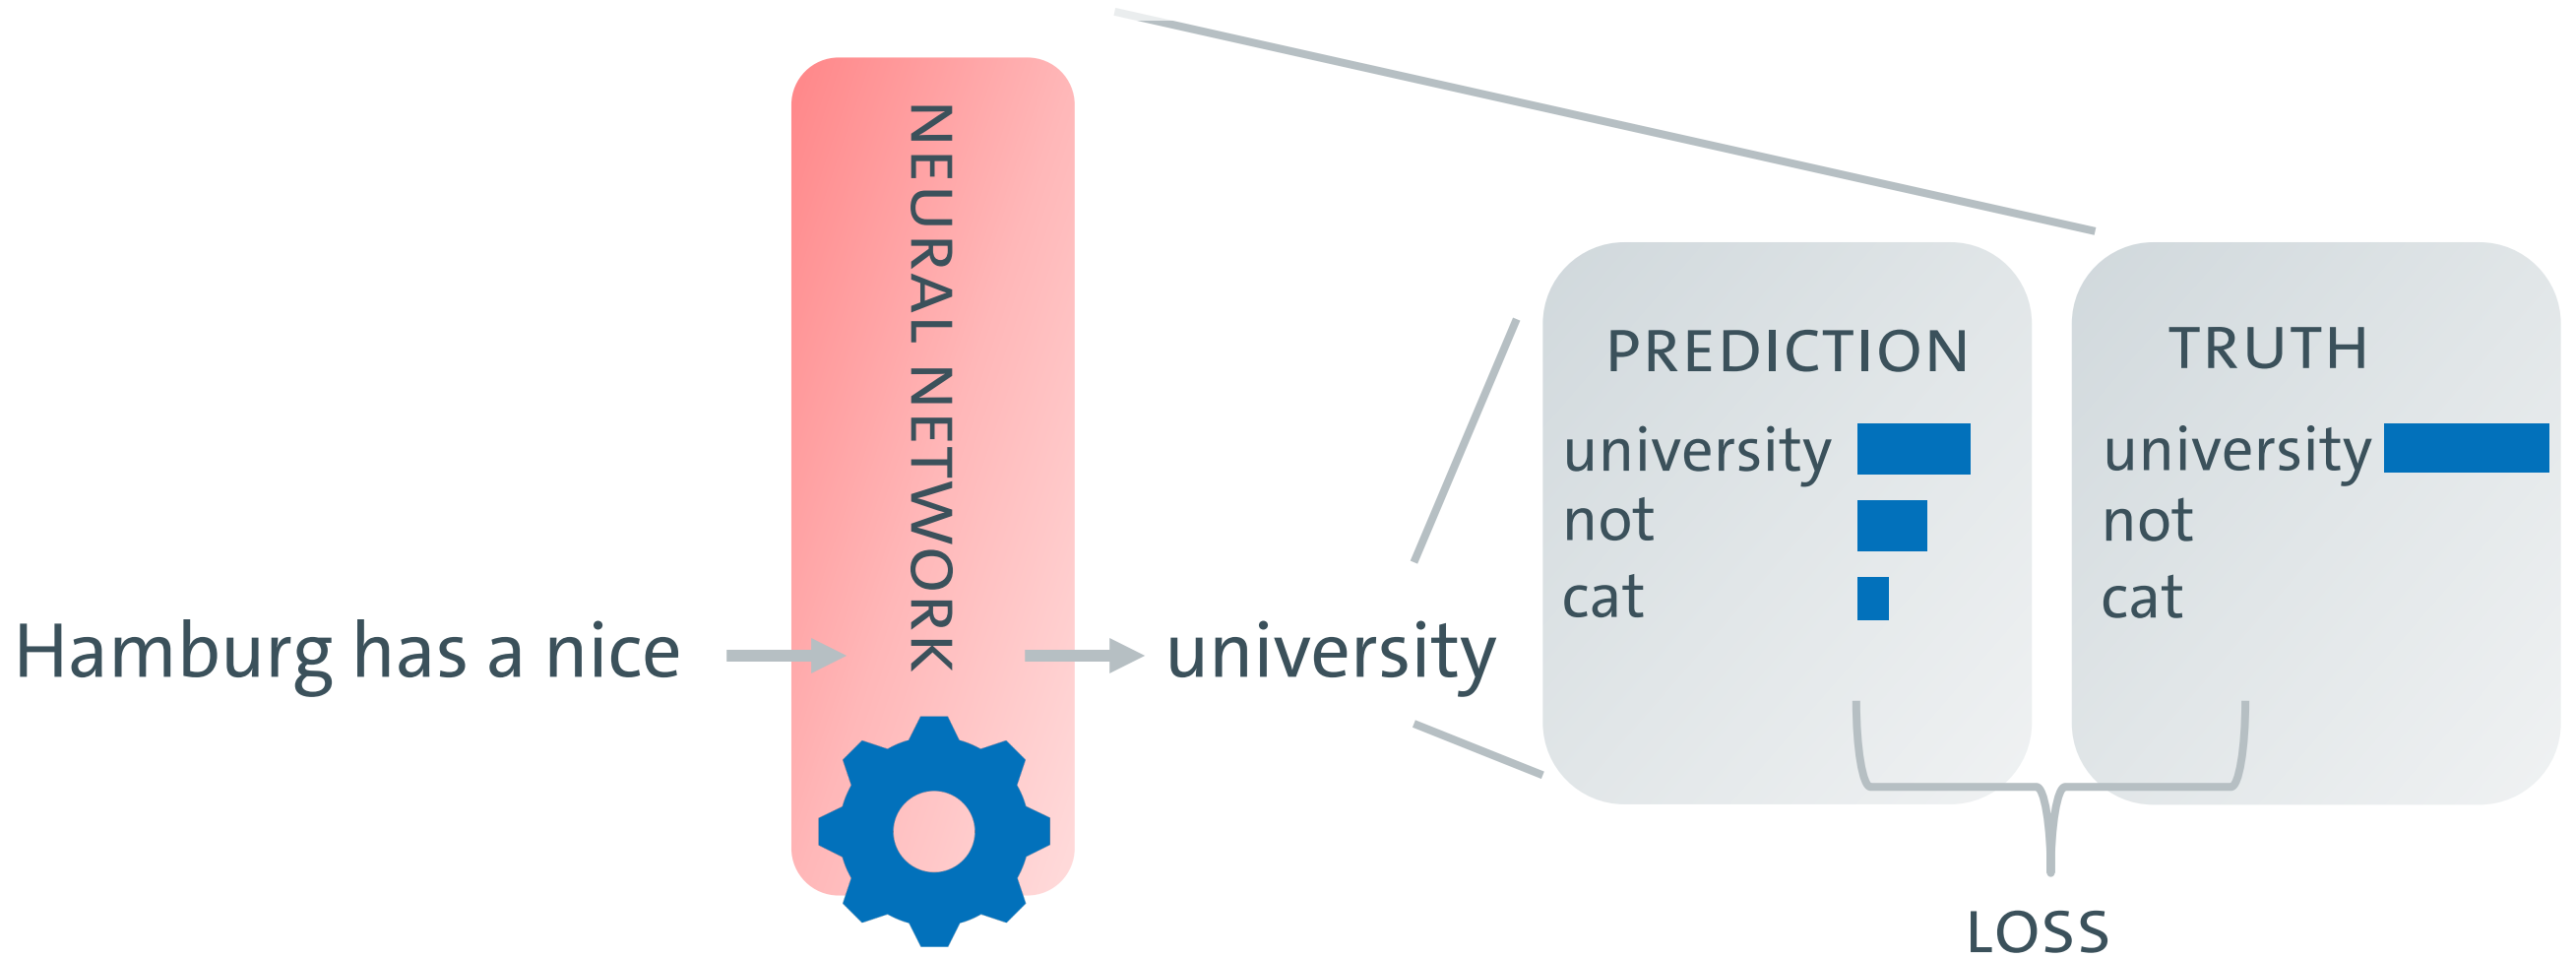 NEURAL NETWORK
Hamburg has a nice
university
PREDICTION
university
not
cat
TRUTH
university
not
cat
LOSS